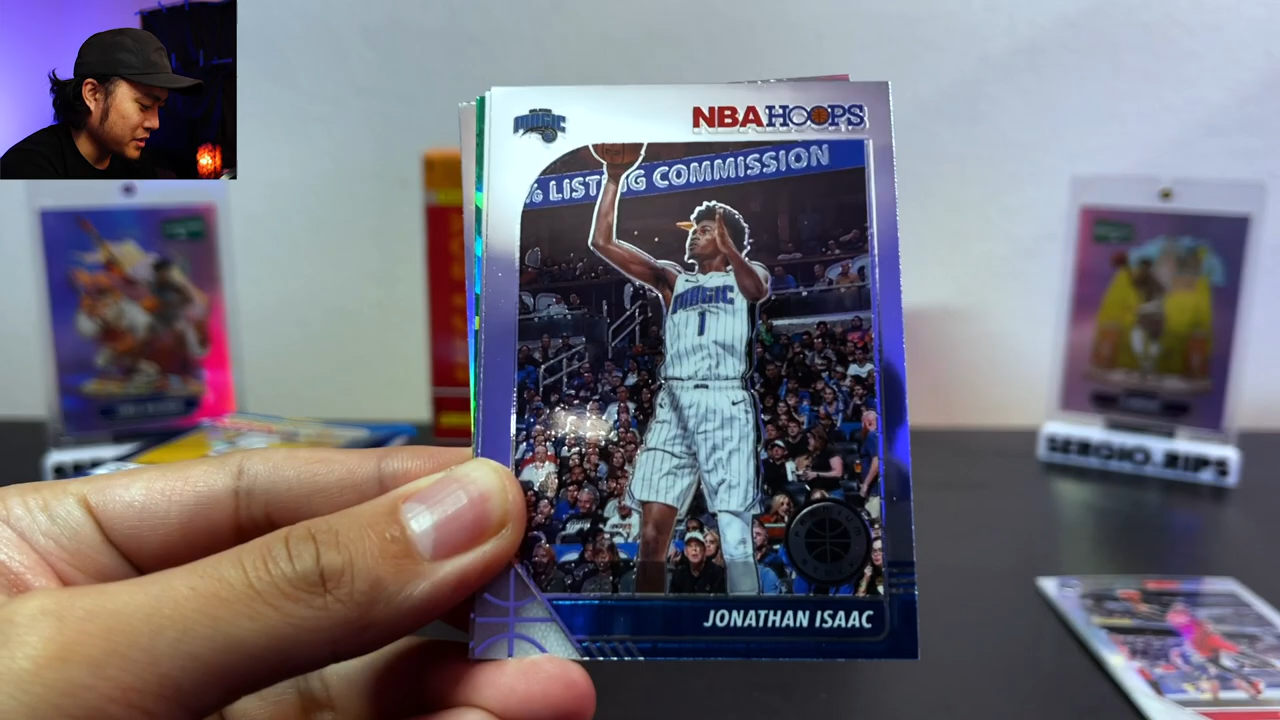 MAGIC
NBA HOOPS
% LISTING COMMISSION
MAGIC
1
JONATHAN ISAAC
SERGIO.RIPS